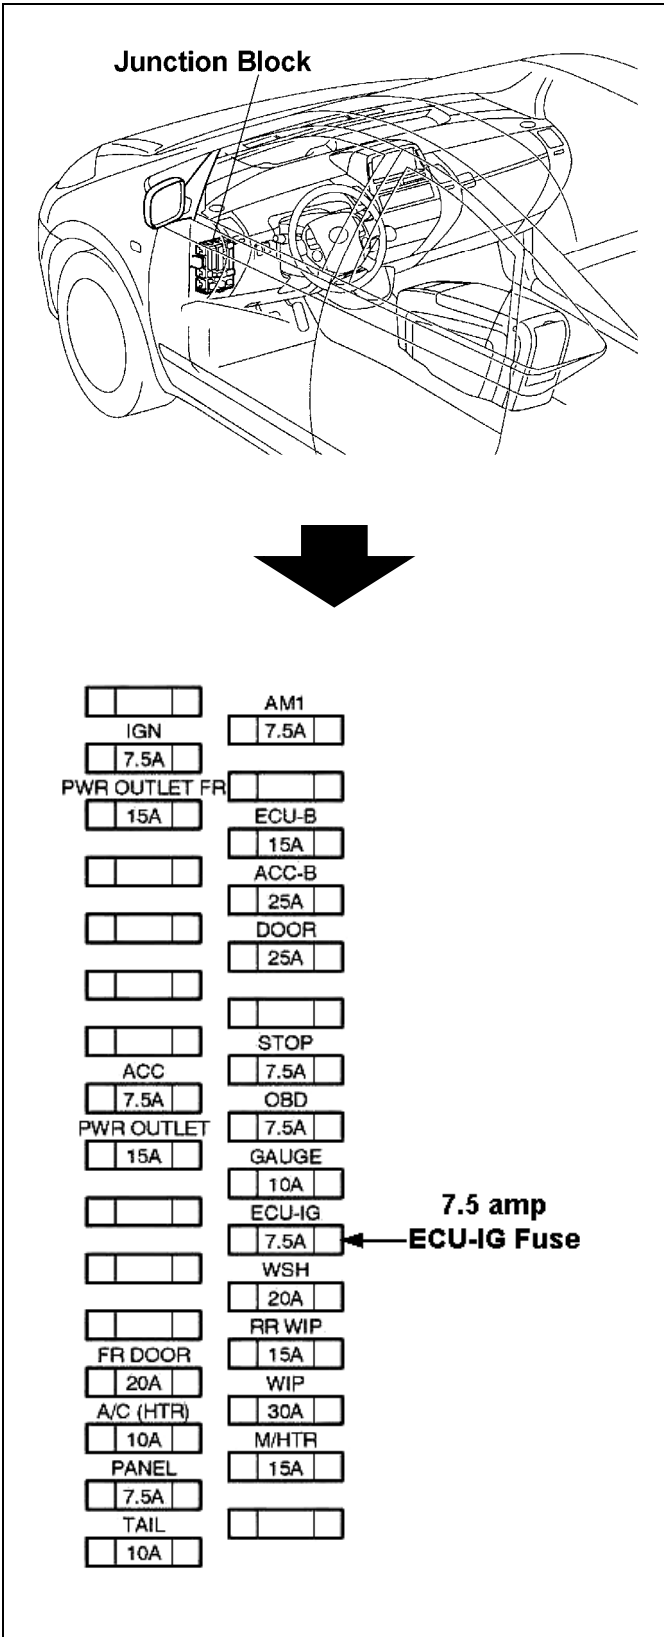 Junction Block
AM1
7.5A
IGN
7.5A
PWR OUTLET FR
15A
ECU-B
15A
ACC-B
25A
DOOR
25A
STOP
7.5A
ACC
7.5A
OBD
7.5A
PWR OUTLET
15A
GAUGE
10A
ECU-IG
7.5A
7.5 amp
ECU-IG Fuse
WSH
20A
RR WIP
15A
FR DOOR
20A
WIP
30A
A/C (HTR)
10A
M/HTR
15A
PANEL
7.5A
TAIL
10A